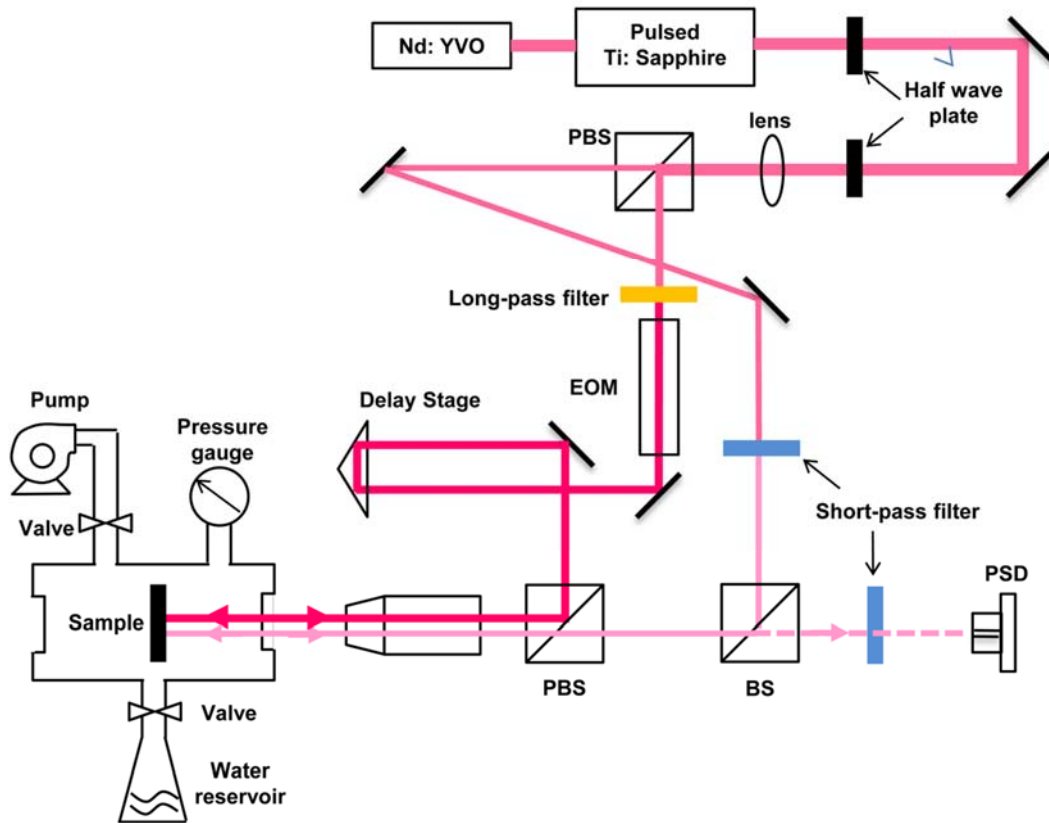 Nd: YVO
Pulsed
Ti: Sapphire
Half wave
plate
lens
PBS
Long-pass filter
EOM
Delay Stage
Pump
Pressure
gauge
Valve
Short-pass filter
PSD
Sample
PBS
BS
Valve
Water
reservoir